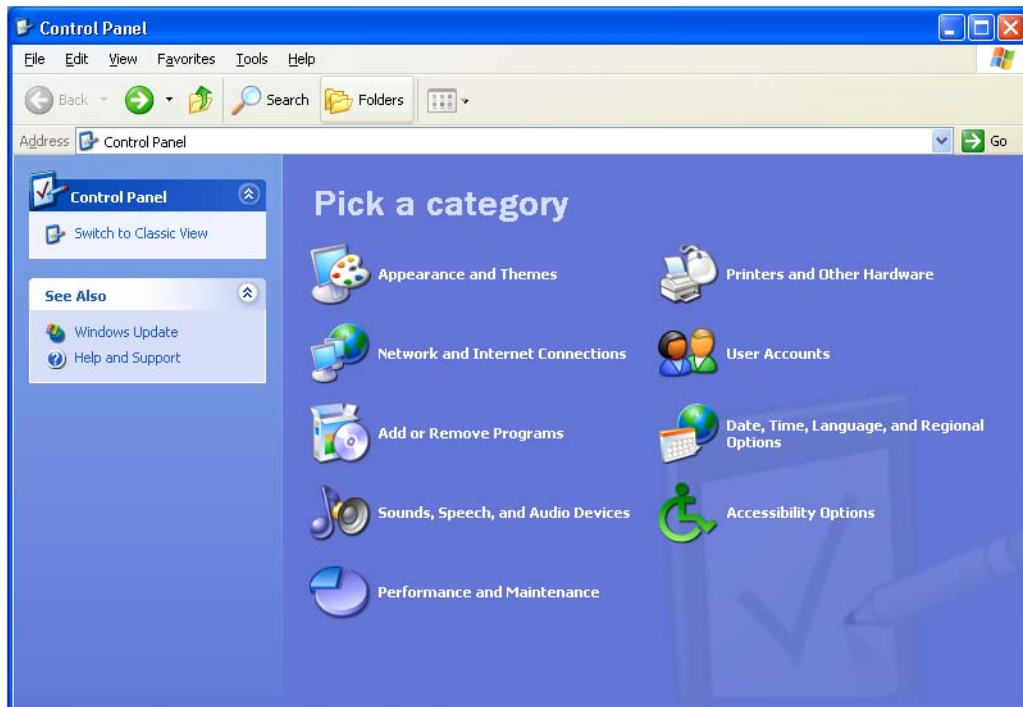 Control Panel
File Edit View Favorites Tools Help
Back Search Folders
Address Control Panel Go
Control Panel
Switch to Classic View
See Also
Windows Update
Help and Support
Pick a category
Appearance and Themes
Printers and Other Hardware
Network and Internet Connections
User Accounts
Add or Remove Programs
Date, Time, Language, and Regional
Options
Sounds, Speech, and Audio Devices
Accessibility Options
Performance and Maintenance